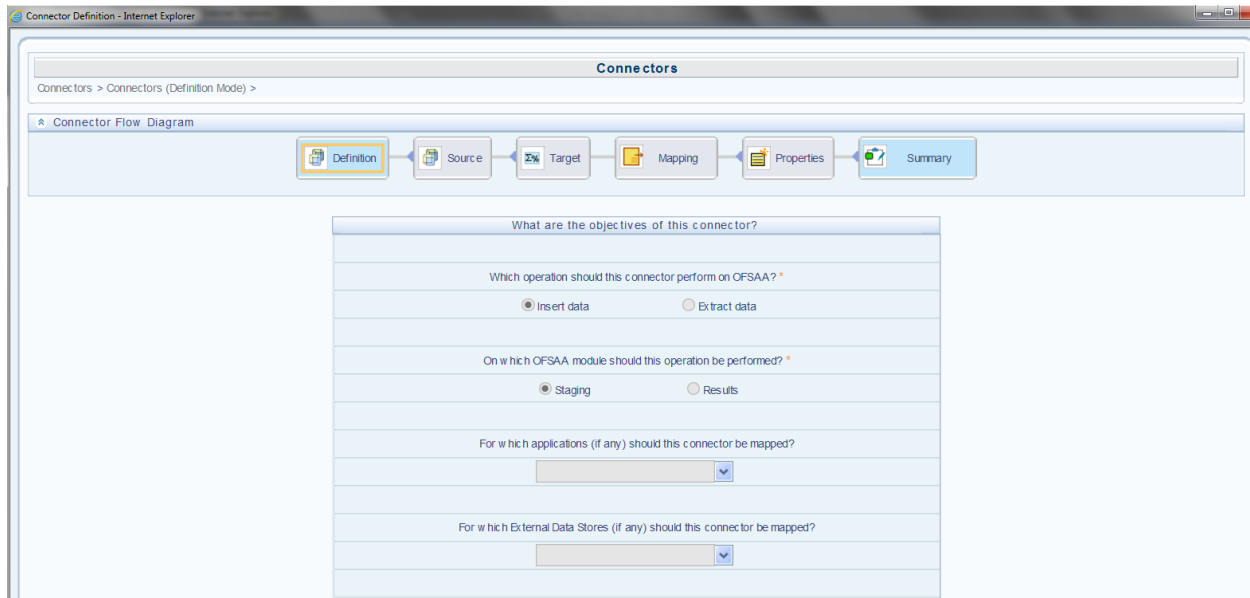 Connector Definition - Internet Explorer
Connectors
Connectors > Connectors (Definition Mode) >
Connector Flow Diagram
Definition Source Σ% Target Mapping Properties Summary
What are the objectives of this connector?
Which operation should this connector perform on OFSAA? *
Insert data Extract data
On which OFSAA module should this operation be performed? *
Staging Results
For which applications (if any) should this connector be mapped?
For which External Data Stores (if any) should this connector be mapped?